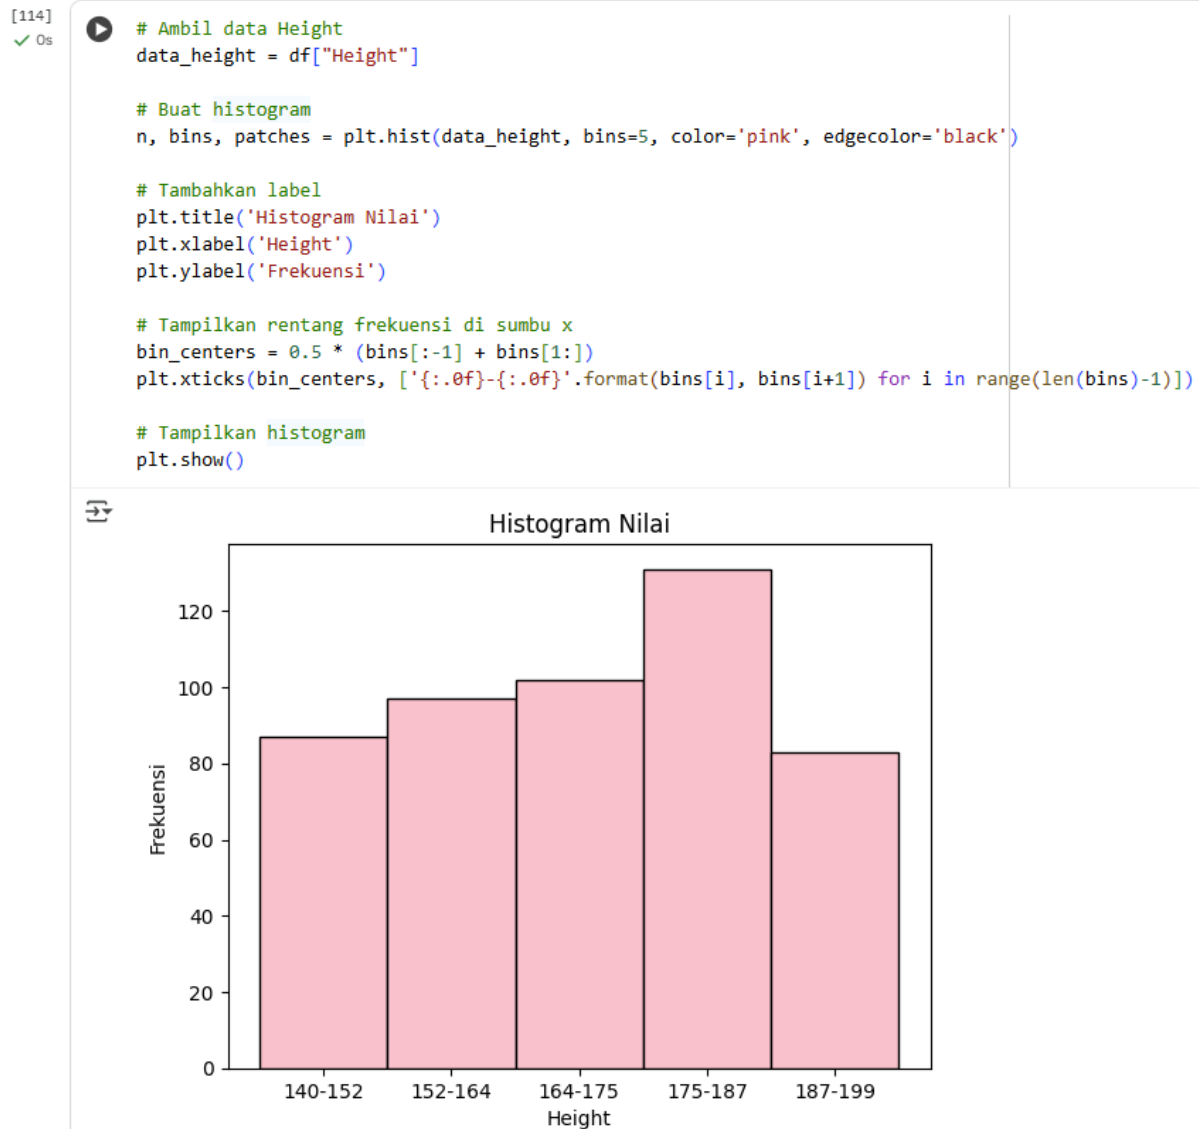 [114]
0s
# Ambil data Height
data_height = df["Height"]
# Buat histogram
n, bins, patches = plt.hist(data_height, bins=5, color='pink', edgecolor='black')
# Tambahkan label
plt.title('Histogram Nilai')
plt.xlabel('Height')
plt.ylabel('Frekuensi')
# Tampilkan rentang frekuensi di sumbu x
bin_centers = 0.5 * (bins[:-1] + bins[1:])
plt.xticks(bin_centers, ['{:.0f}-{:.0f}'.format(bins[i], bins[i+1]) for i in range(len(bins)-1)])
# Tampilkan histogram
plt.show()
Histogram Nilai
120
100
80
60
40
20
0
Frekuensi
140-152 152-164 164-175 175-187 187-199
Height